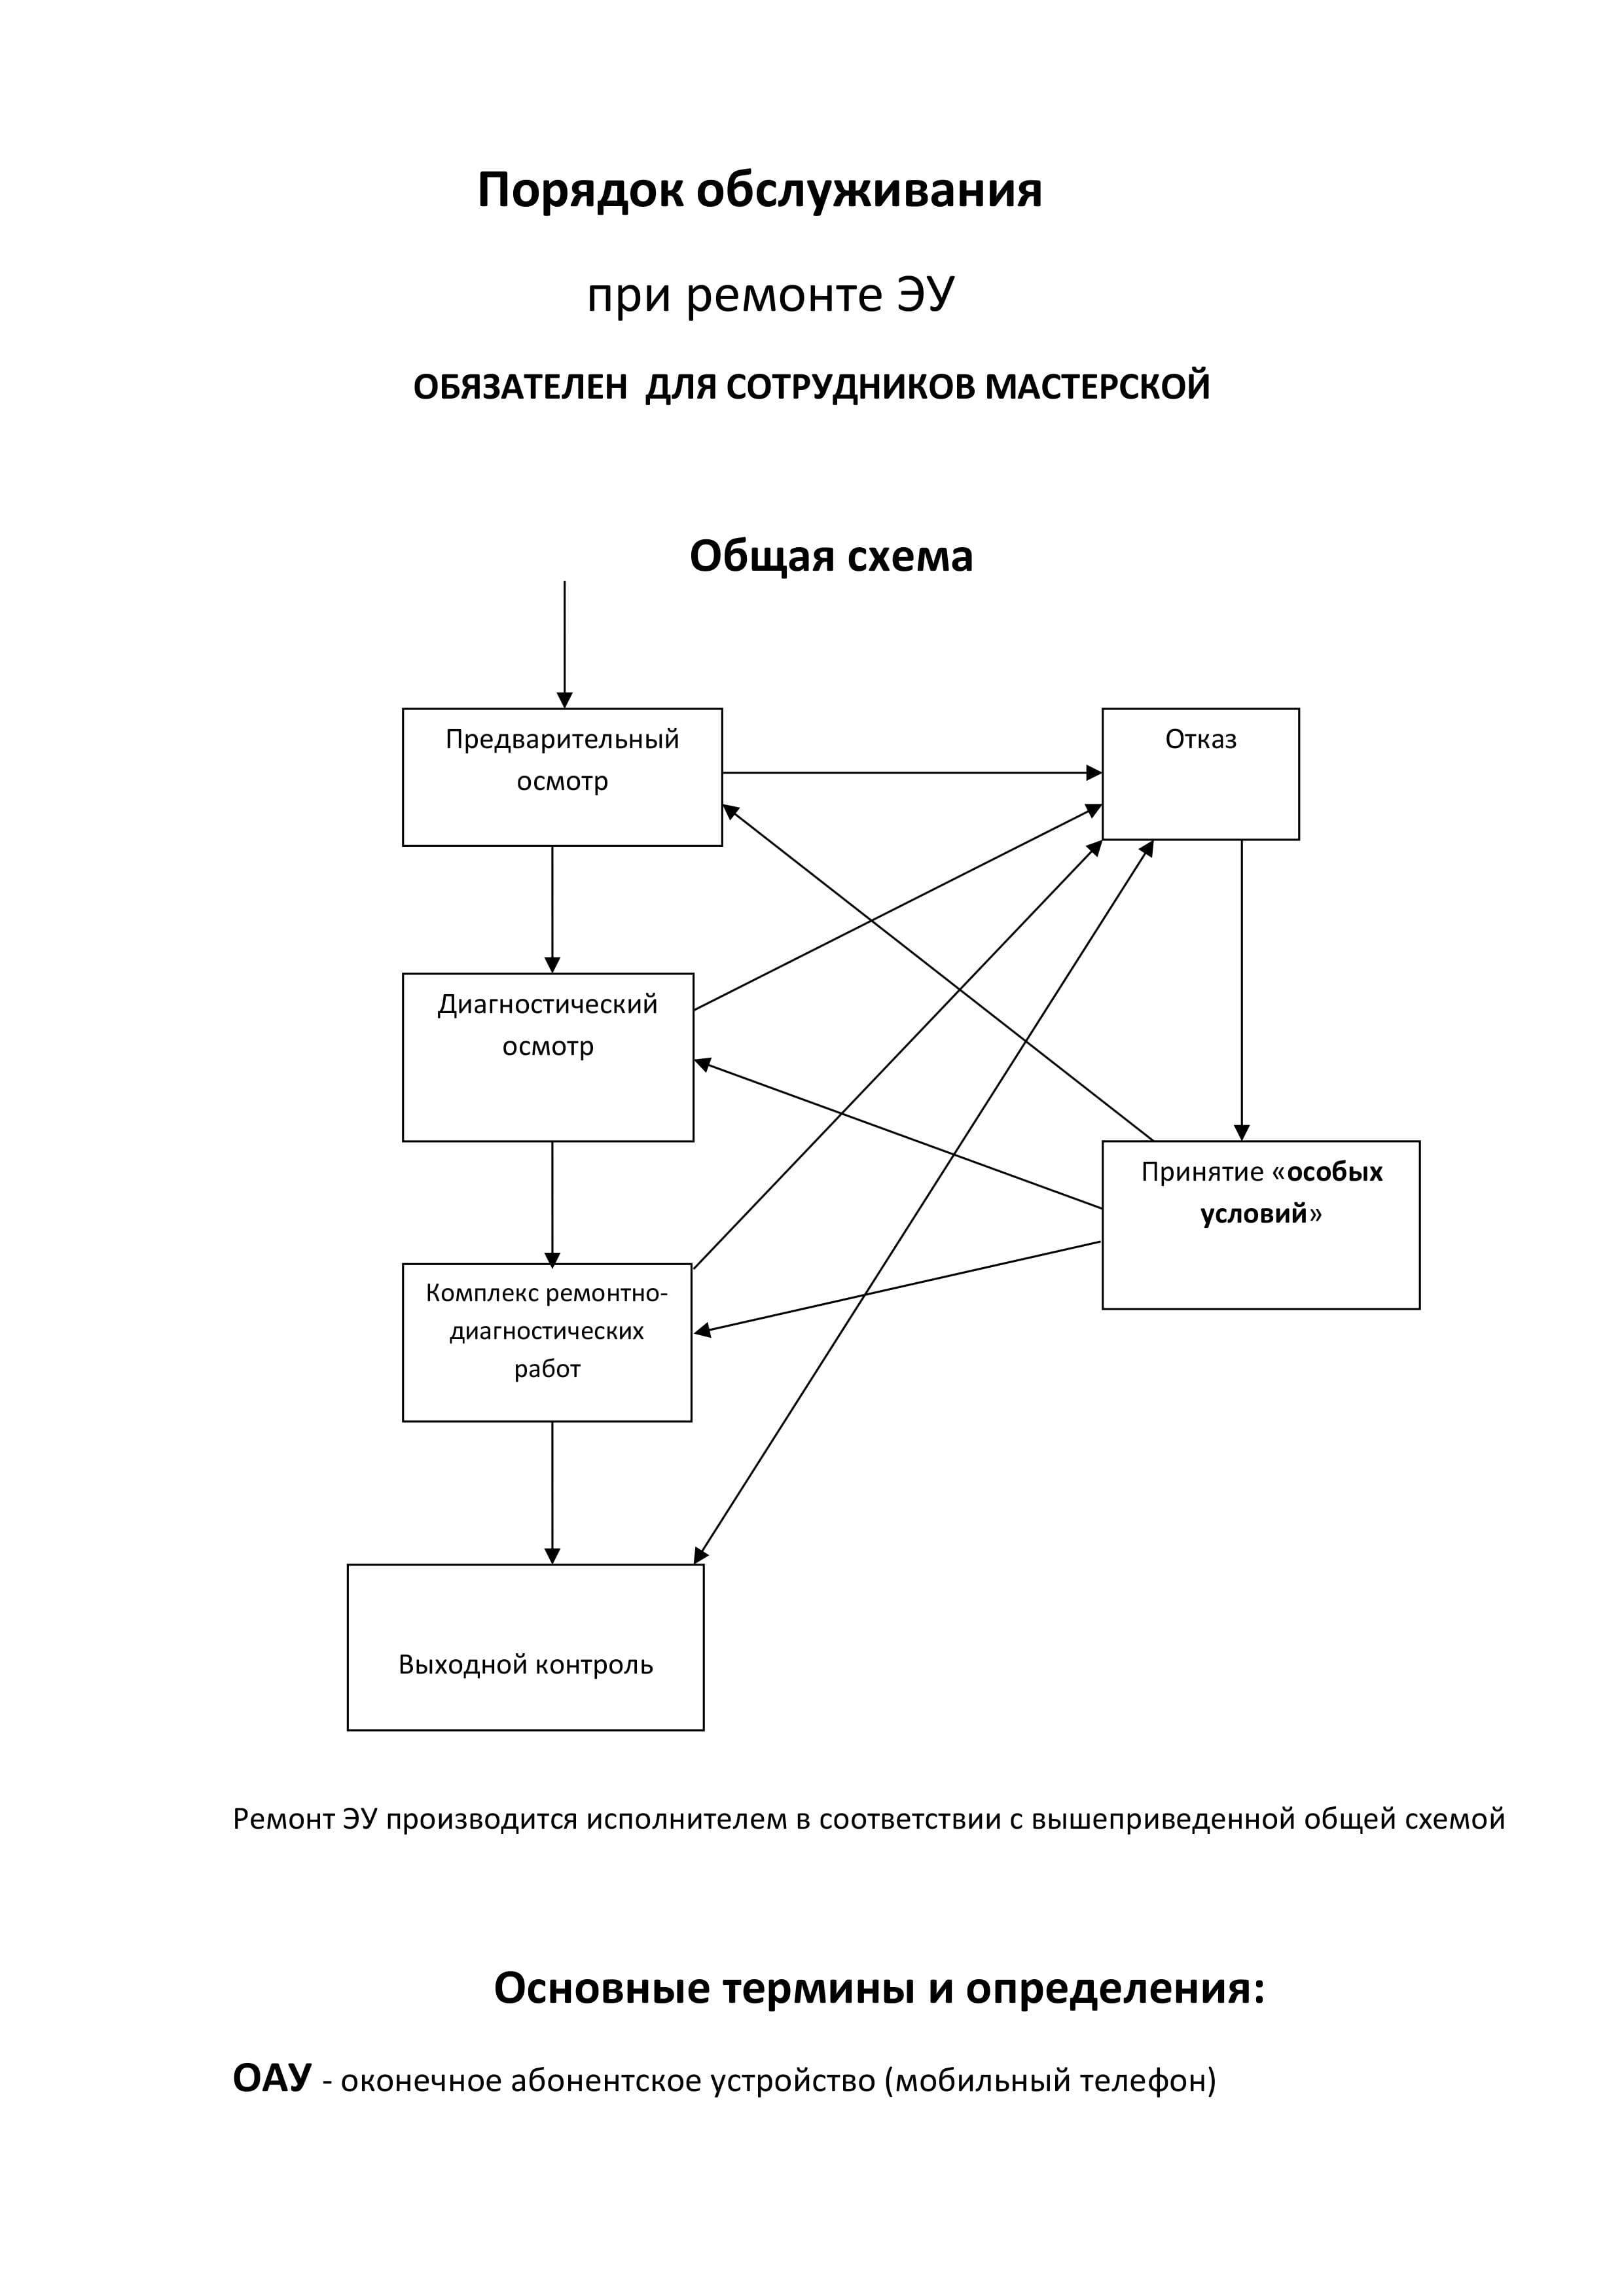 Порядок обслуживания
при ремонте ЭУ
ОБЯЗАТЕЛЕН ДЛЯ СОТРУДНИКОВ МАСТЕРСКОЙ
Общая схема
Предварительный
осмотр
Отказ
Диагностический
осмотр
Принятие «особых
условий»
Комплекс ремонтно-
диагностических
работ
Выходной контроль
Ремонт ЭУ производится исполнителем в соответствии с вышеприведенной общей схемой
Основные термины и определения:
ОАУ - оконечное абонентское устройство (мобильный телефон)